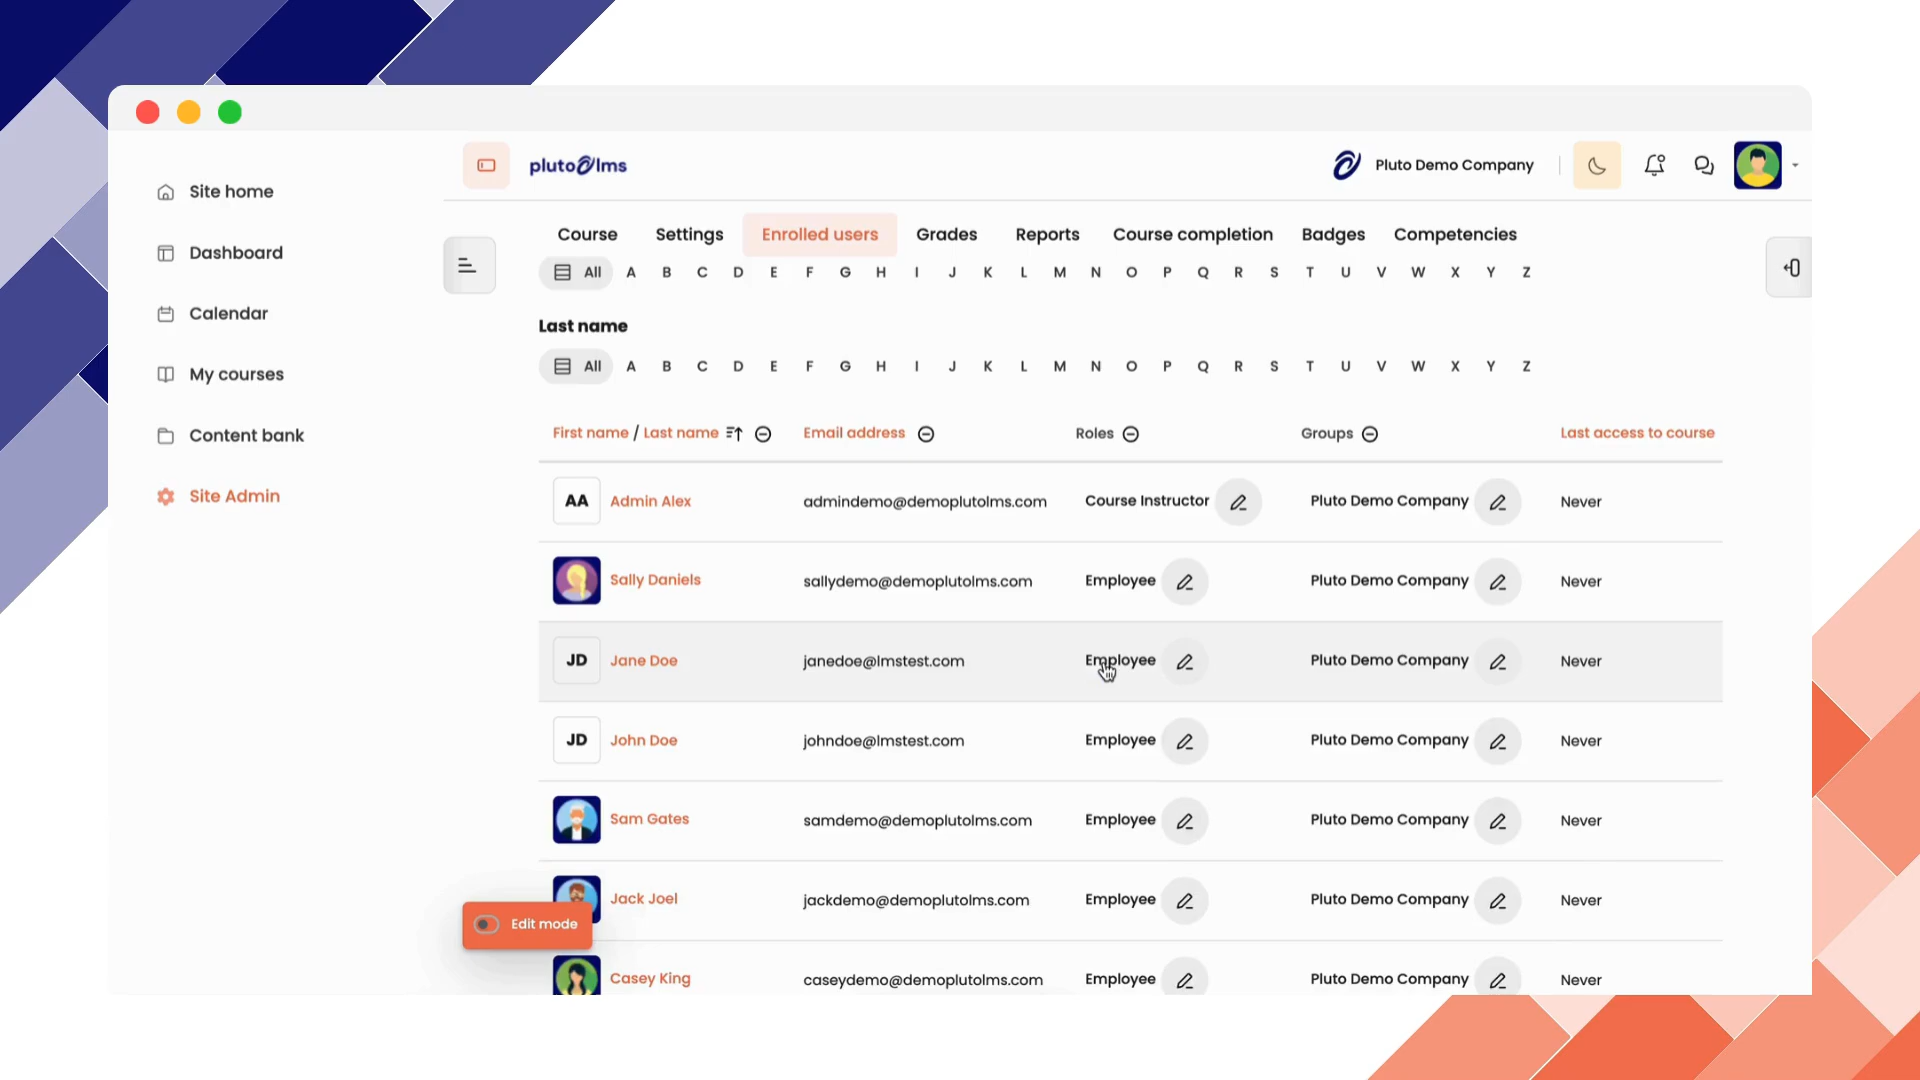 plutolms
Pluto Demo Company
Site home
Dashboard
Calendar
My courses
Content bank
Site Admin
Course Settings Enrolled users Grades Reports Course completion Badges Competencies
All A B C D E F G H I J K L M N O P Q R S T U V W X Y Z
Last name
All A B C D E F G H I J K L M N O P Q R S T U V W X Y Z
First name / Last name Email address Roles Groups Last access to course
AA Admin Alex admindemo@demoplutolms.com Course Instructor Pluto Demo Company Never
Sally Daniels sallydemo@demoplutolms.com Employee Pluto Demo Company Never
JD Jane Doe janedoe@lmstest.com Employee Pluto Demo Company Never
JD John Doe johndoe@lmstest.com Employee Pluto Demo Company Never
Sam Gates samdemo@demoplutolms.com Employee Pluto Demo Company Never
Jack Joel jackdemo@demoplutolms.com Employee Pluto Demo Company Never
Edit mode
Casey King caseydemo@demoplutolms.com Employee Pluto Demo Company Never